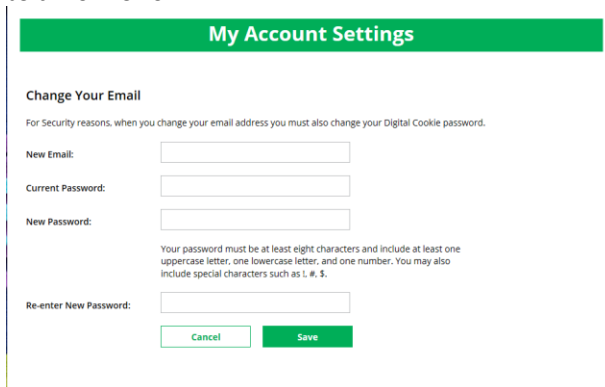 My Account Settings
Change Your Email
For Security reasons, when you change your email address you must also change your Digital Cookie password.
New Email:
Current Password:
New Password:
Your password must be at least eight characters and include at least one
uppercase letter, one lowercase letter, and one number. You may also
include special characters such as !, #, $.
Re-enter New Password:
Cancel Save